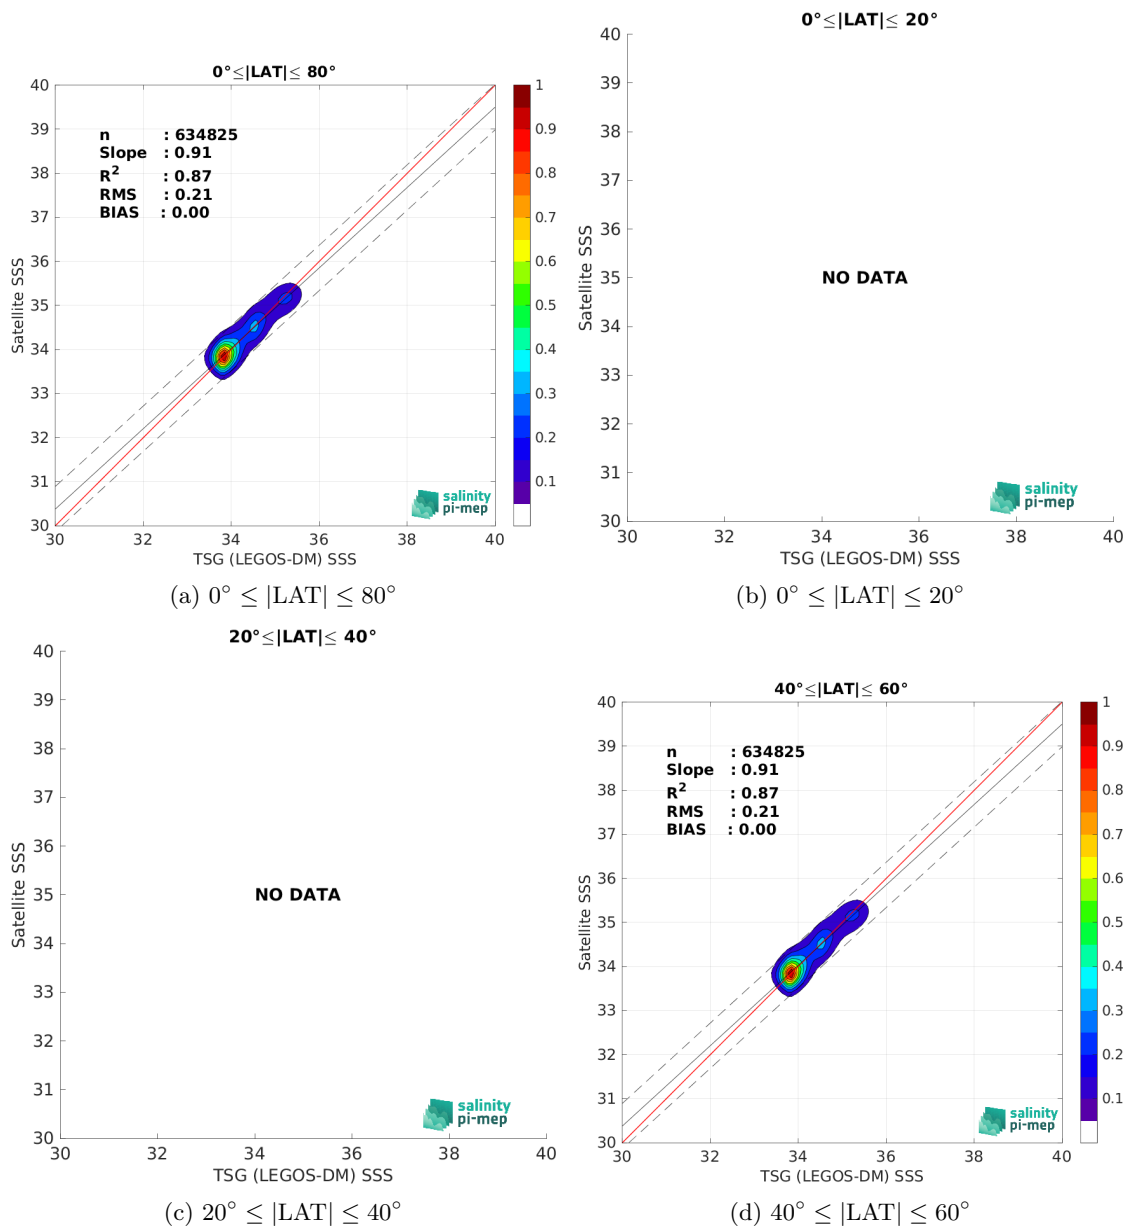 0°≤|LAT|≤ 80°
n : 634825
Slope : 0.91
R² : 0.87
RMS : 0.21
BIAS : 0.00
Satellite SSS
40
39
38
37
36
35
34
33
32
31
30
30 32 34 36 38 40
TSG (LEGOS-DM) SSS
1
0.9
0.8
0.7
0.6
0.5
0.4
0.3
0.2
0.1
salinity
pi-mep
(a) 0° ≤ |LAT| ≤ 80°
0°≤|LAT|≤ 20°
Satellite SSS
40
39
38
37
36
35
34
33
32
31
30
NO DATA
salinity
pi-mep
30 32 34 36 38 40
TSG (LEGOS-DM) SSS
(b) 0° ≤ |LAT| ≤ 20°
20°≤|LAT|≤ 40°
Satellite SSS
40
39
38
37
36
35
34
33
32
31
30
NO DATA
salinity
pi-mep
30 32 34 36 38 40
TSG (LEGOS-DM) SSS
(c) 20° ≤ |LAT| ≤ 40°
40°≤|LAT|≤ 60°
n : 634825
Slope : 0.91
R² : 0.87
RMS : 0.21
BIAS : 0.00
Satellite SSS
40
39
38
37
36
35
34
33
32
31
30
30 32 34 36 38 40
TSG (LEGOS-DM) SSS
1
0.9
0.8
0.7
0.6
0.5
0.4
0.3
0.2
0.1
salinity
pi-mep
(d) 40° ≤ |LAT| ≤ 60°